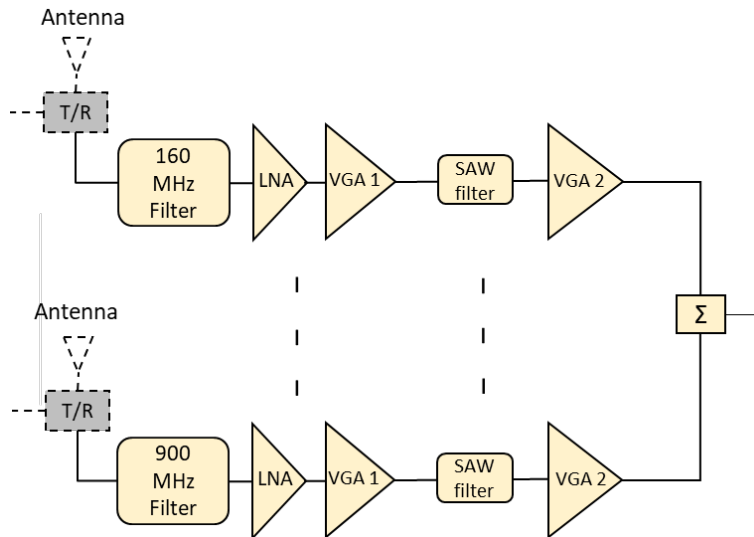 Antenna
T/R
160
MHz
Filter
LNA
VGA 1
SAW
filter
VGA 2
Σ
Antenna
T/R
900
MHz
Filter
LNA
VGA 1
SAW
filter
VGA 2